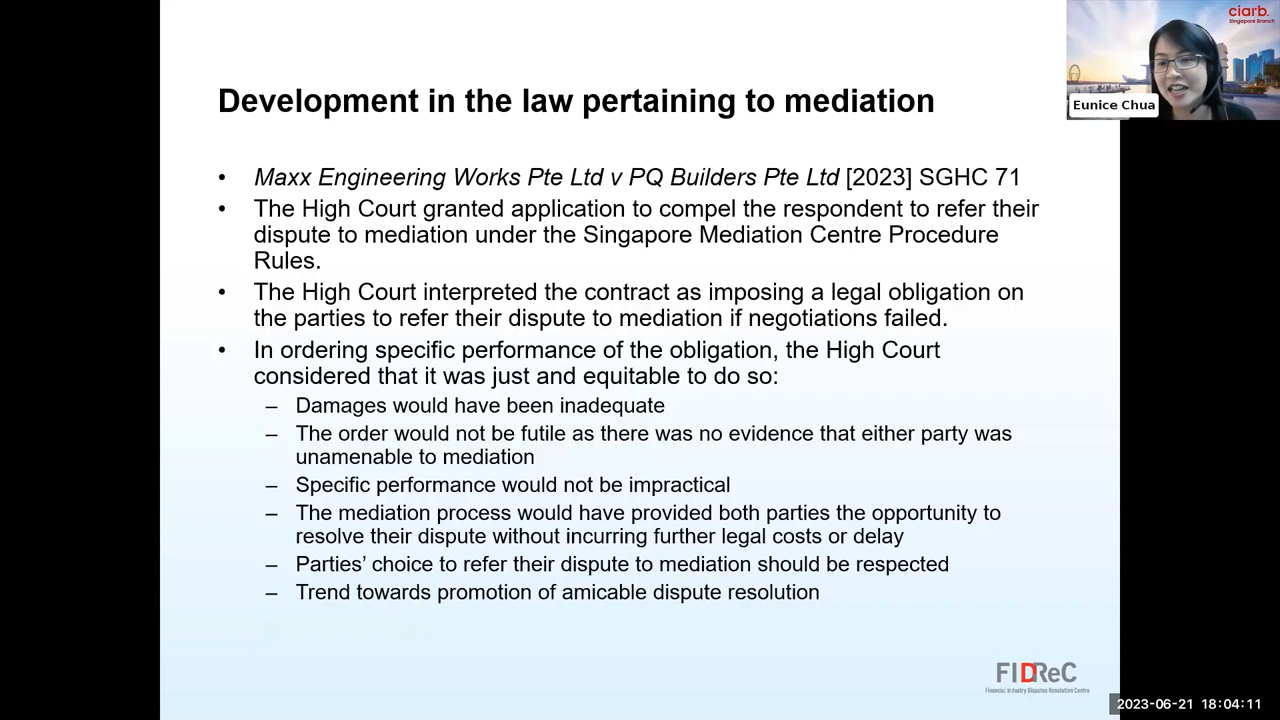 ciarb.
Singapore Branch
Eunice Chua
Development in the law pertaining to mediation
• Maxx Engineering Works Pte Ltd v PQ Builders Pte Ltd [2023] SGHC 71
• The High Court granted application to compel the respondent to refer their
dispute to mediation under the Singapore Mediation Centre Procedure
Rules.
• The High Court interpreted the contract as imposing a legal obligation on
the parties to refer their dispute to mediation if negotiations failed.
• In ordering specific performance of the obligation, the High Court
considered that it was just and equitable to do so:
– Damages would have been inadequate
– The order would not be futile as there was no evidence that either party was
unamenable to mediation
– Specific performance would not be impractical
– The mediation process would have provided both parties the opportunity to
resolve their dispute without incurring further legal costs or delay
– Parties’ choice to refer their dispute to mediation should be respected
– Trend towards promotion of amicable dispute resolution
FIDReC
Financial Industry Disputes Resolution Centre
2023-06-21 18:04:11